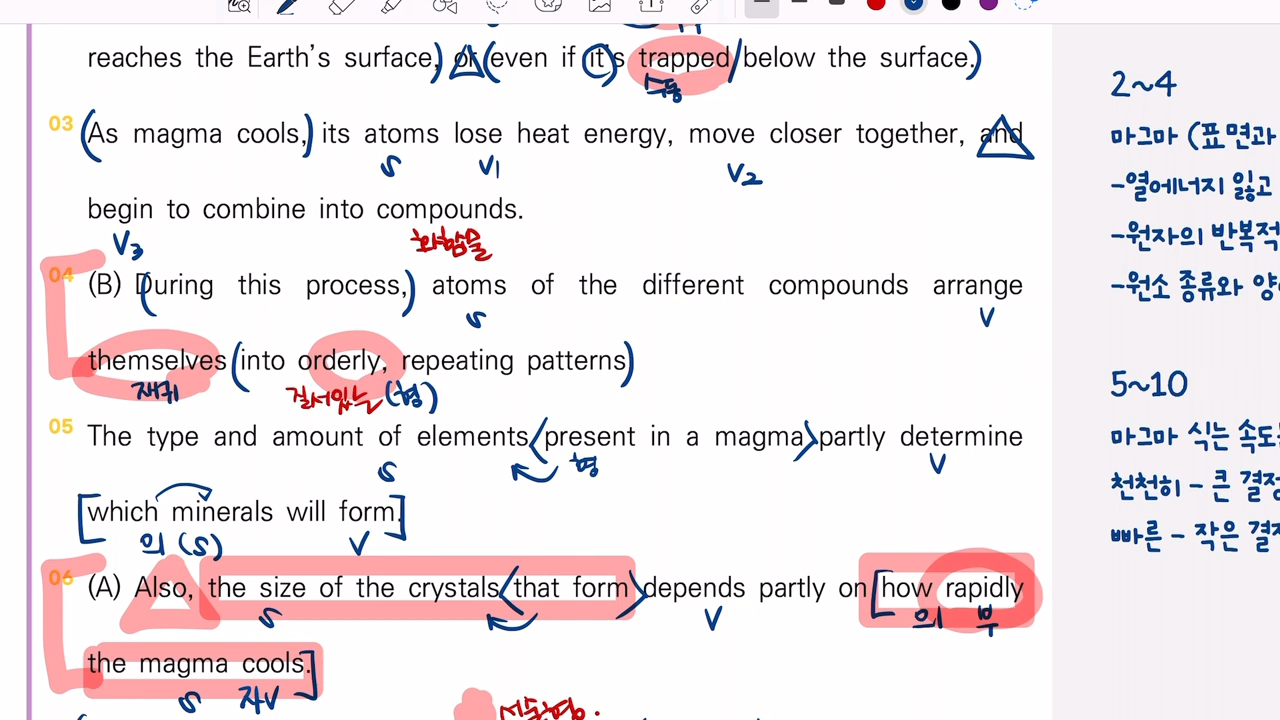 reaches the Earth's surface,) or (even if it's trapped/ below the surface.)
수동
03 (As magma cools,) its atoms lose heat energy, move closer together, and
S V1 V2
begin to combine into compounds.
V3 화합물
04 (B) (During this process,) atoms of the different compounds arrange
S V
themselves (into orderly, repeating patterns)
재귀 질서있는 (형)
05 The type and amount of elements <present in a magma> partly determine
S 형 V
[which minerals will form.]
의 (S) V
06 (A) Also, the size of the crystals <that form> depends partly on [how rapidly
S V 의 부
the magma cools.]
S 자V
서술형.
2~4
마그마 (표면과
-열에너지 잃고
-원자의 반복적
-원소 종류와 양
5~10
마그마 식는 속도
천천히 - 큰 결정
빠른 - 작은 결정